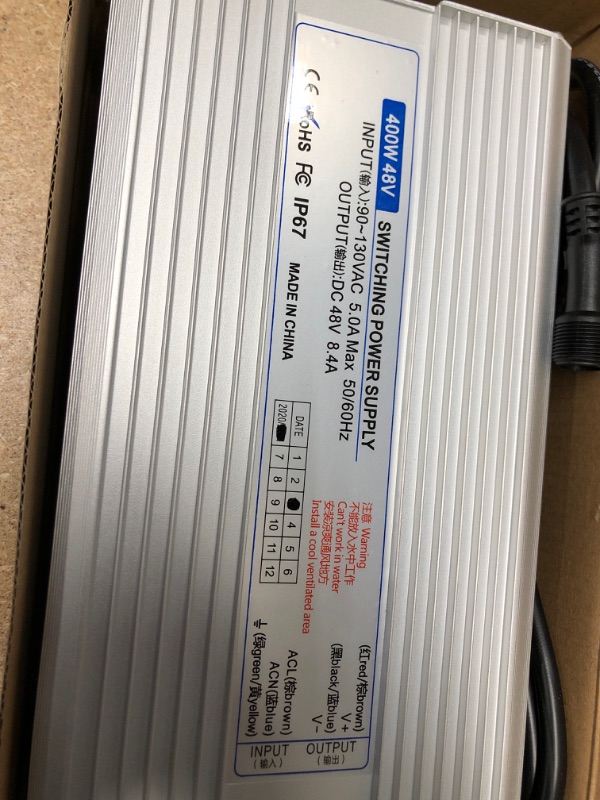 400W 48V SWITCHING POWER SUPPLY
INPUT(输入):90~130VAC 5.0A Max 50/60Hz
OUTPUT(输出):DC 48V 8.4A
CE RoHS FC IP67 MADE IN CHINA
DATE 1 2 4 5 6
2020/ 7 8 9 10 11 12
注意 Warning
不能放入水中工作
Can't work in water
安装凉爽通风地方
Install a cool ventilated area
(红red/棕brown) V+
(黑black/蓝blue) V-
OUTPUT
(输出)
ACL(棕brown)
ACN(蓝blue)
(绿green/黄yellow)
INPUT
(输入)